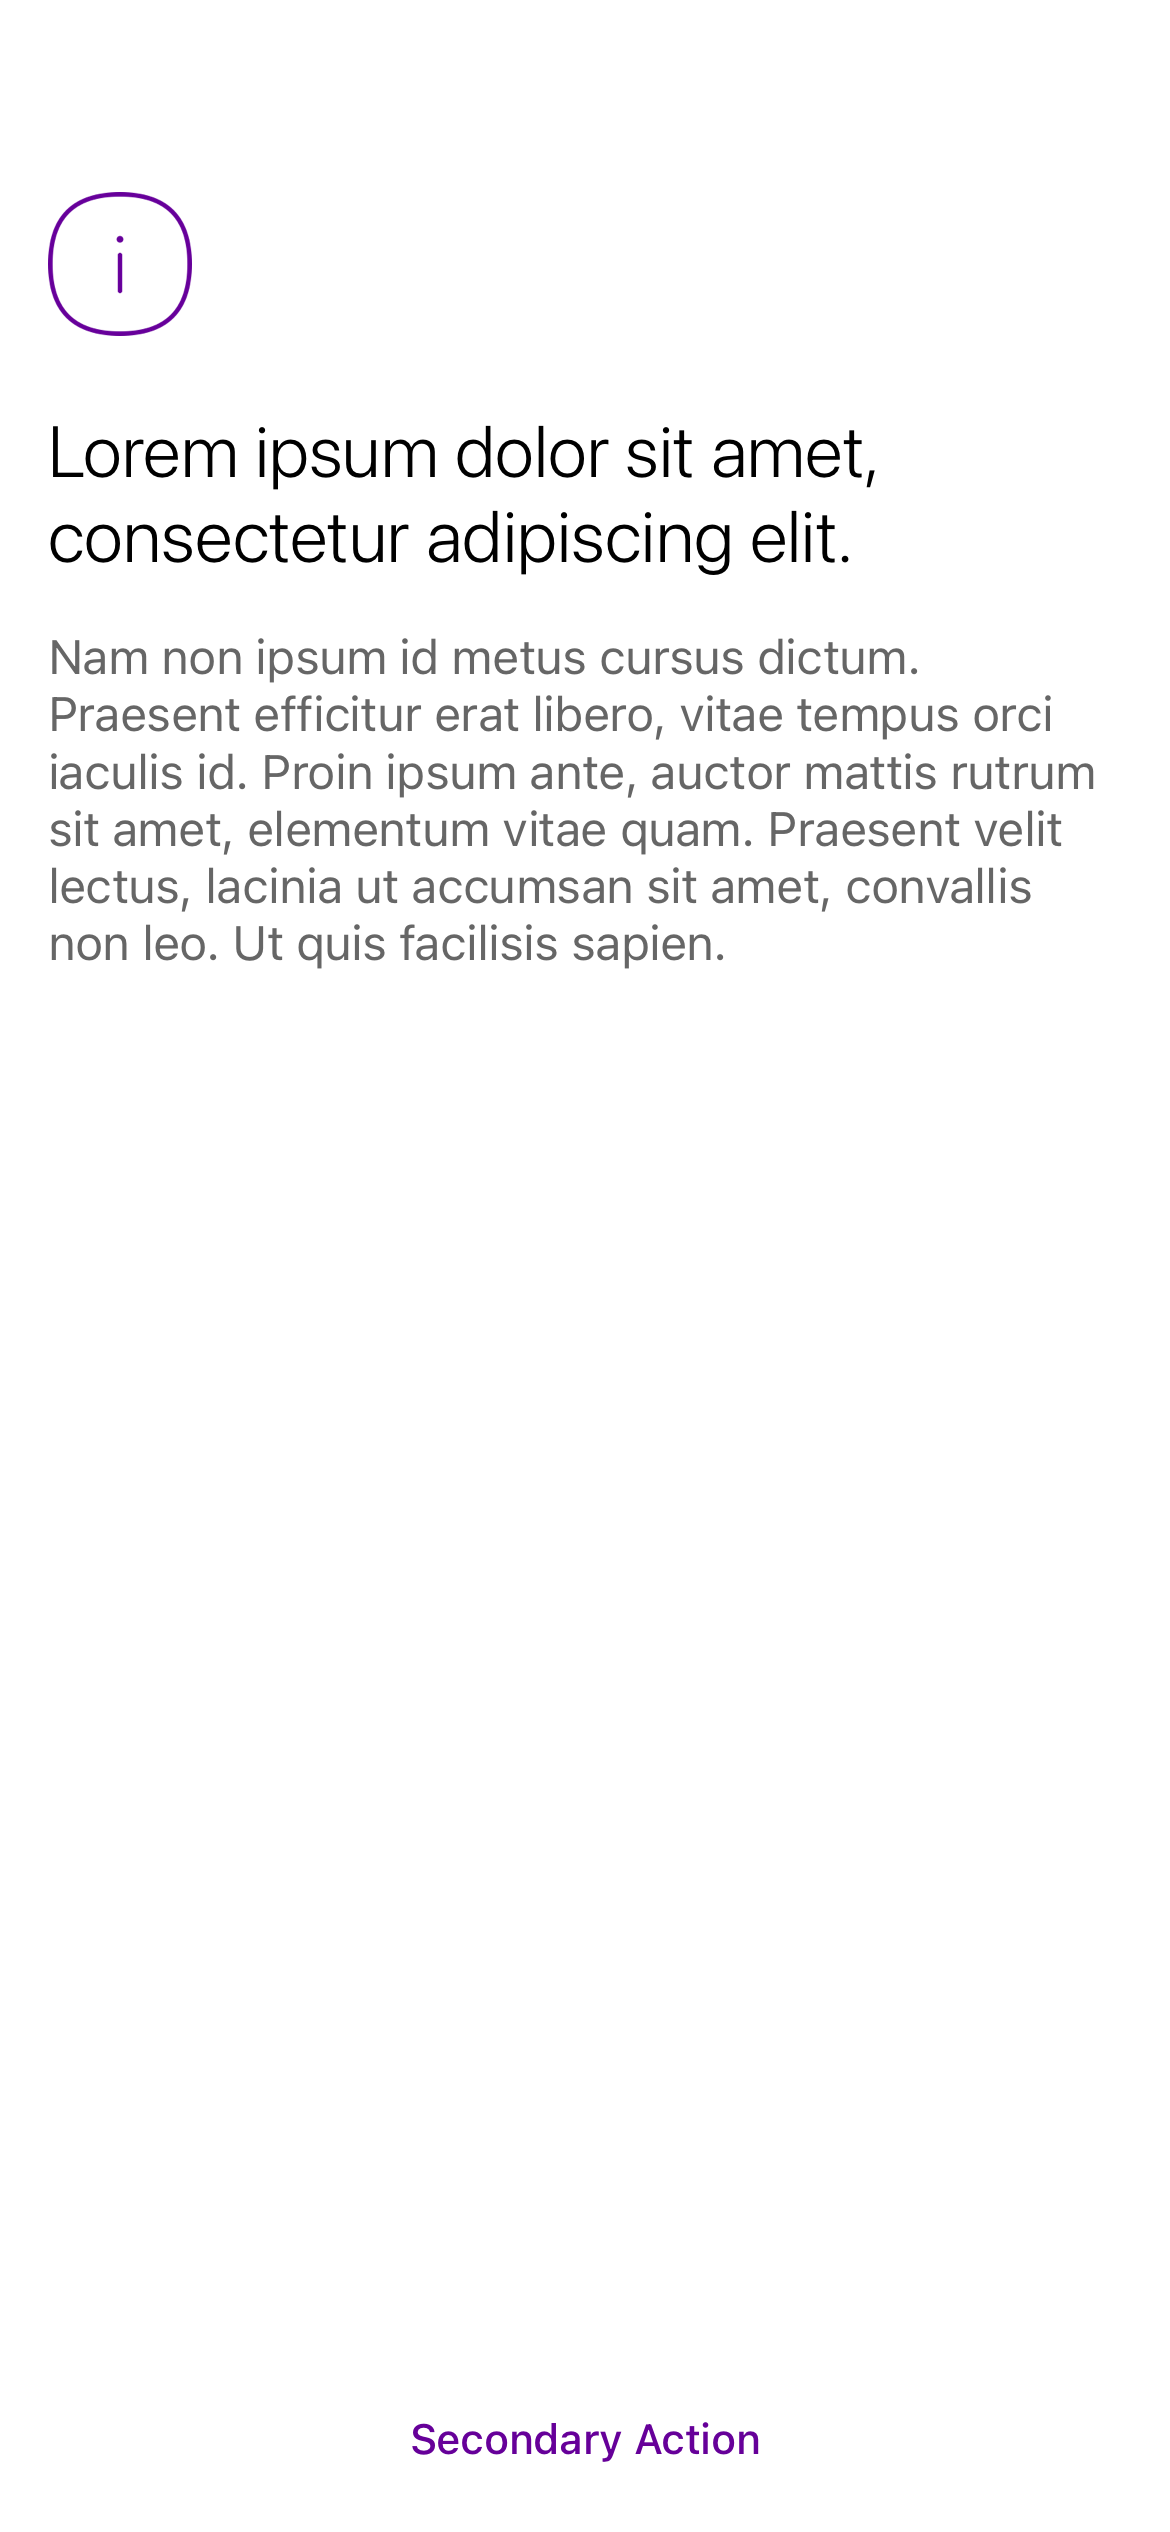 i
Lorem ipsum dolor sit amet,
consectetur adipiscing elit.
Nam non ipsum id metus cursus dictum.
Praesent efficitur erat libero, vitae tempus orci
iaculis id. Proin ipsum ante, auctor mattis rutrum
sit amet, elementum vitae quam. Praesent velit
lectus, lacinia ut accumsan sit amet, convallis
non leo. Ut quis facilisis sapien.
Secondary Action